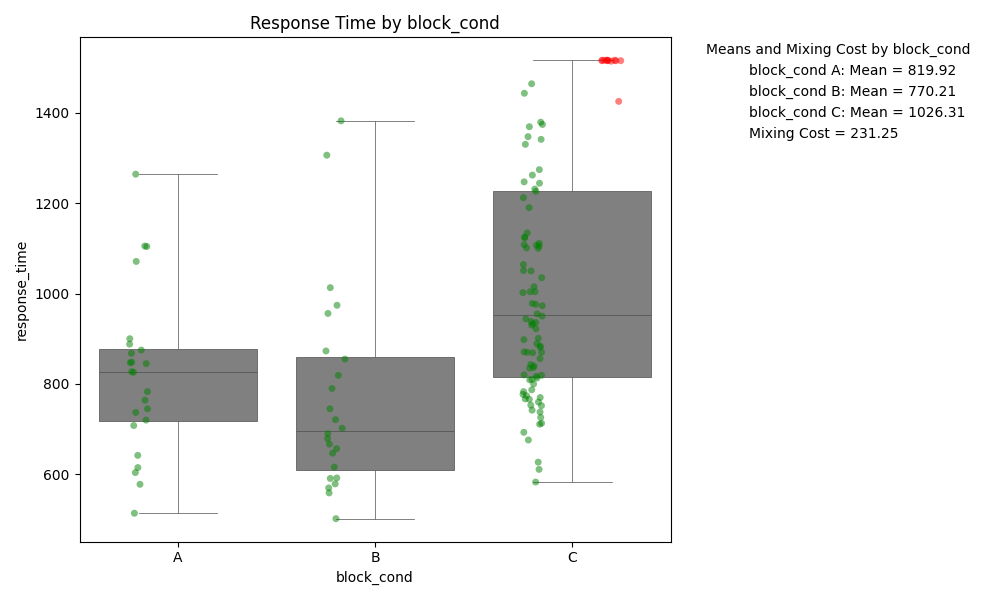 Response Time by block_cond
Means and Mixing Cost by block_cond
block_cond A: Mean = 819.92
block_cond B: Mean = 770.21
block_cond C: Mean = 1026.31
Mixing Cost = 231.25
response_time
1400
1200
1000
800
600
A B C
block_cond